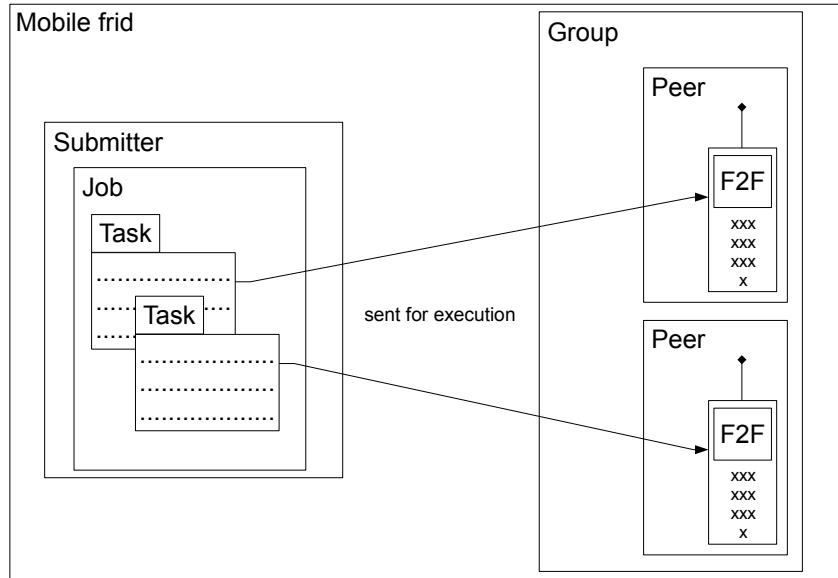 Mobile frid
Group
Peer
F2F
xxx
xxx
xxx
x
Submitter
Job
Task
....................
....................
Task
....................
....................
....................
....................
sent for execution
Peer
F2F
xxx
xxx
xxx
x